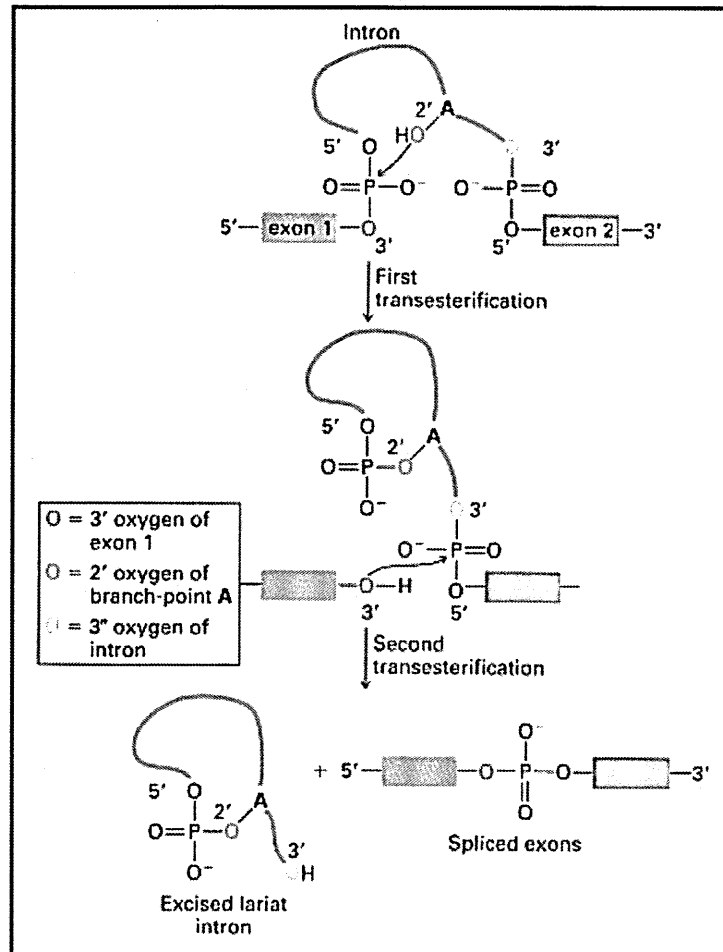 Intron
2′ A
HO
5′ O O 3′
O=P—O⁻ O⁻—P=O
5′— exon 1 —O O— exon 2 —3′
3′ 5′
First
transesterification
5′ O 2′ A
O=P—O
O⁻
O 3′
O⁻—P=O
O—H O
3′ 5′
O = 3′ oxygen of
exon 1
O = 2′ oxygen of
branch-point A
O = 3″ oxygen of
intron
Second
transesterification
5′ O 2′ A
O=P—O
O⁻ 3′
OH
Excised lariat
intron
+ 5′— —O—P—O— —3′
O⁻
O
Spliced exons